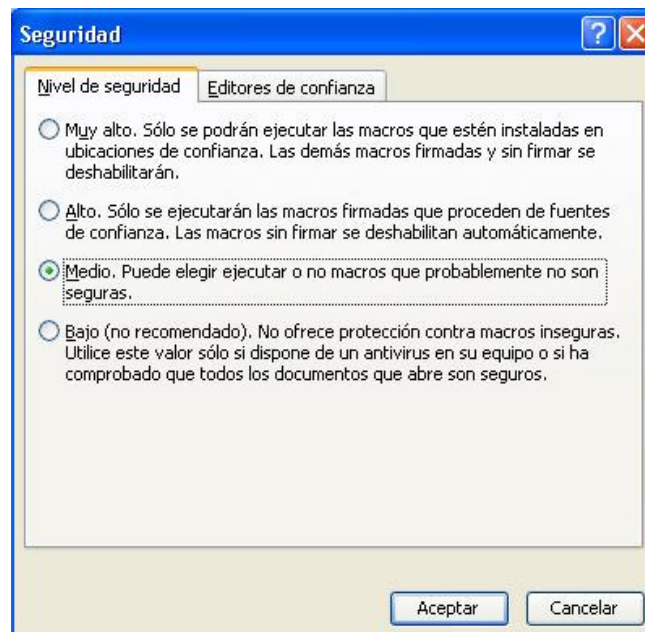 Seguridad
Nivel de seguridad Editores de confianza
Muy alto. Sólo se podrán ejecutar las macros que estén instaladas en
ubicaciones de confianza. Las demás macros firmadas y sin firmar se
deshabilitarán.
Alto. Sólo se ejecutarán las macros firmadas que proceden de fuentes
de confianza. Las macros sin firmar se deshabilitan automáticamente.
Medio. Puede elegir ejecutar o no macros que probablemente no son
seguras.
Bajo (no recomendado). No ofrece protección contra macros inseguras.
Utilice este valor sólo si dispone de un antivirus en su equipo o si ha
comprobado que todos los documentos que abre son seguros.
Aceptar Cancelar